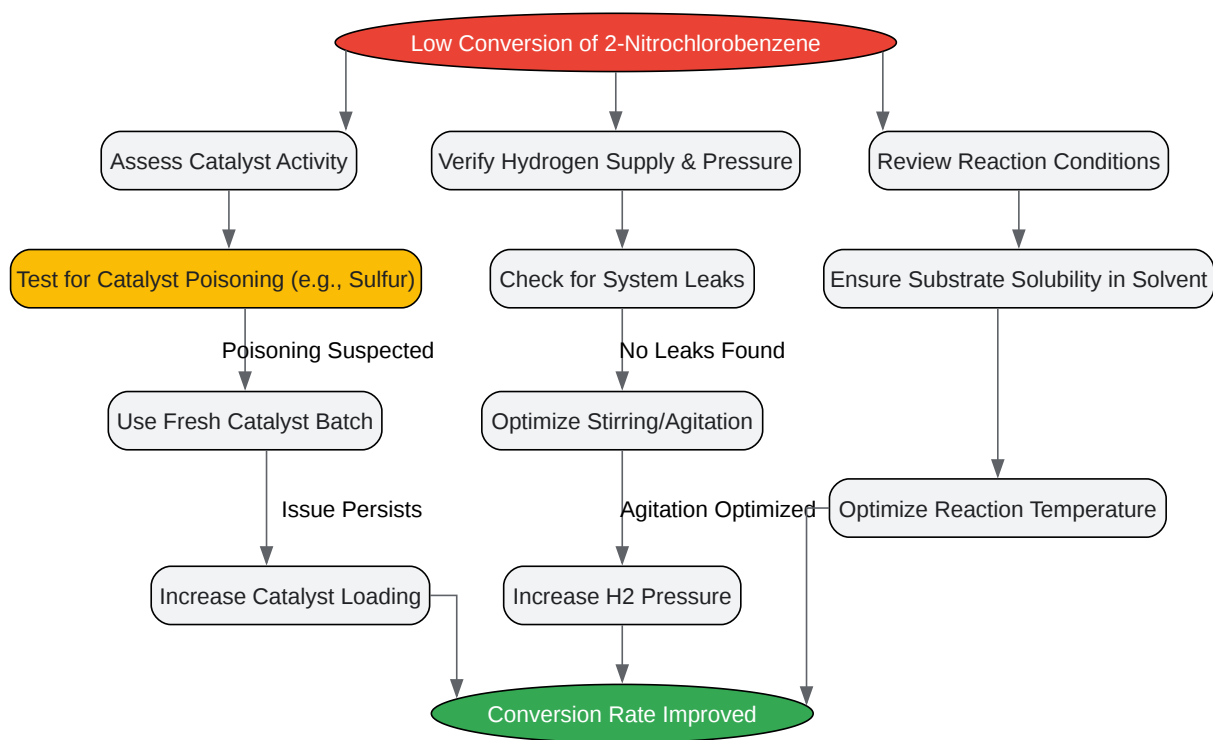 Low Conversion of 2-Nitrochlorobenzene
Assess Catalyst Activity
Verify Hydrogen Supply & Pressure
Review Reaction Conditions
Test for Catalyst Poisoning (e.g., Sulfur)
Check for System Leaks
Ensure Substrate Solubility in Solvent
Poisoning Suspected
No Leaks Found
Use Fresh Catalyst Batch
Optimize Stirring/Agitation
Issue Persists
Agitation Optimized
Optimize Reaction Temperature
Increase Catalyst Loading
Increase H2 Pressure
Conversion Rate Improved